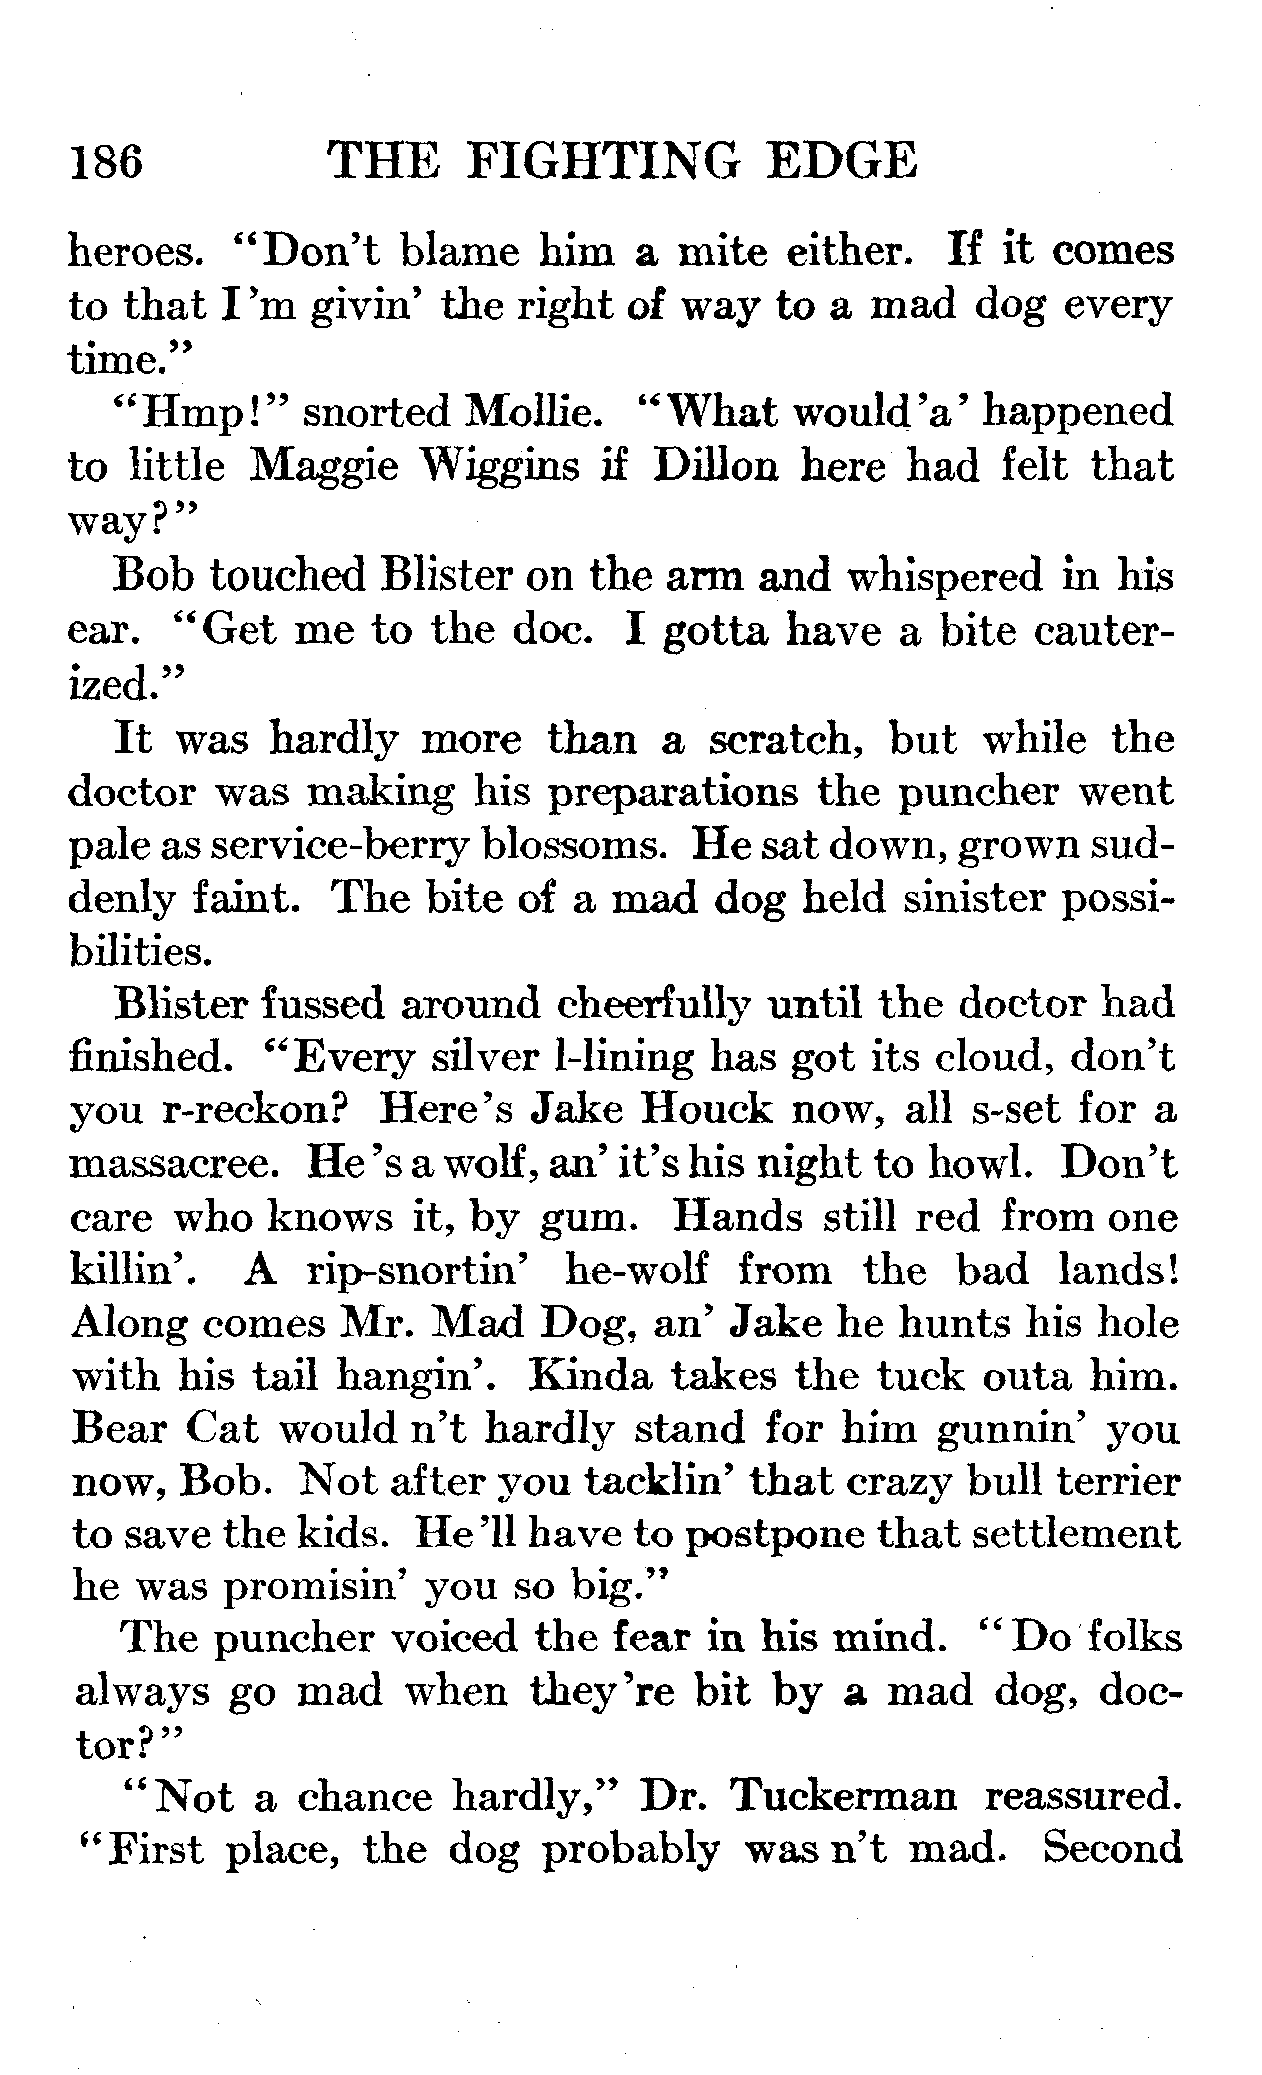 186 THE FIGHTING EDGE
heroes. "Don't blame him a mite either. If it comes
to that I'm givin' the right of way to a mad dog every
time."
"Hmp!" snorted Mollie. "What would 'a' happened
to little Maggie Wiggins if Dillon here had felt that
way?"
Bob touched Blister on the arm and whispered in his
ear. "Get me to the doc. I gotta have a bite cauter-
ized."
It was hardly more than a scratch, but while the
doctor was making his preparations the puncher went
pale as service-berry blossoms. He sat down, grown sud-
denly faint. The bite of a mad dog held sinister possi-
bilities.
Blister fussed around cheerfully until the doctor had
finished. "Every silver l-lining has got its cloud, don't
you r-reckon? Here's Jake Houck now, all s-set for a
massacree. He's a wolf, an' it's his night to howl. Don't
care who knows it, by gum. Hands still red from one
killin'. A rip-snortin' he-wolf from the bad lands!
Along comes Mr. Mad Dog, an' Jake he hunts his hole
with his tail hangin'. Kinda takes the tuck outa him.
Bear Cat would n't hardly stand for him gunnin' you
now, Bob. Not after you tacklin' that crazy bull terrier
to save the kids. He'll have to postpone that settlement
he was promisin' you so big."
The puncher voiced the fear in his mind. "Do folks
always go mad when they're bit by a mad dog, doc-
tor?"
"Not a chance hardly," Dr. Tuckerman reassured.
"First place, the dog probably was n't mad. Second